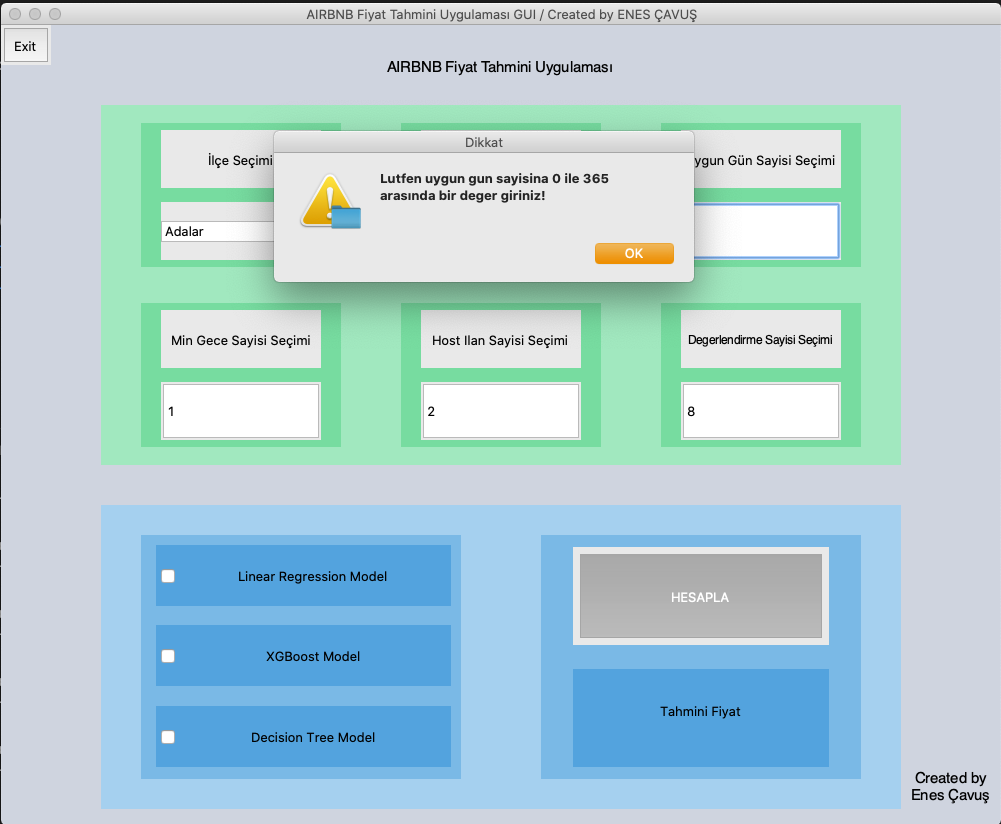 AIRBNB Fiyat Tahmini Uygulaması GUI / Created by ENES ÇAVUŞ
Exit
AIRBNB Fiyat Tahmini Uygulaması
Dikkat
Lutfen uygun gun sayisina 0 ile 365
arasında bir deger giriniz!
OK
İlçe Seçimi
ygun Gün Sayisi Seçimi
Adalar
Min Gece Sayisi Seçimi
Host Ilan Sayisi Seçimi
Degerlendirme Sayisi Seçimi
1
2
8
Linear Regression Model
XGBoost Model
Decision Tree Model
HESAPLA
Tahmini Fiyat
Created by
Enes Çavuş